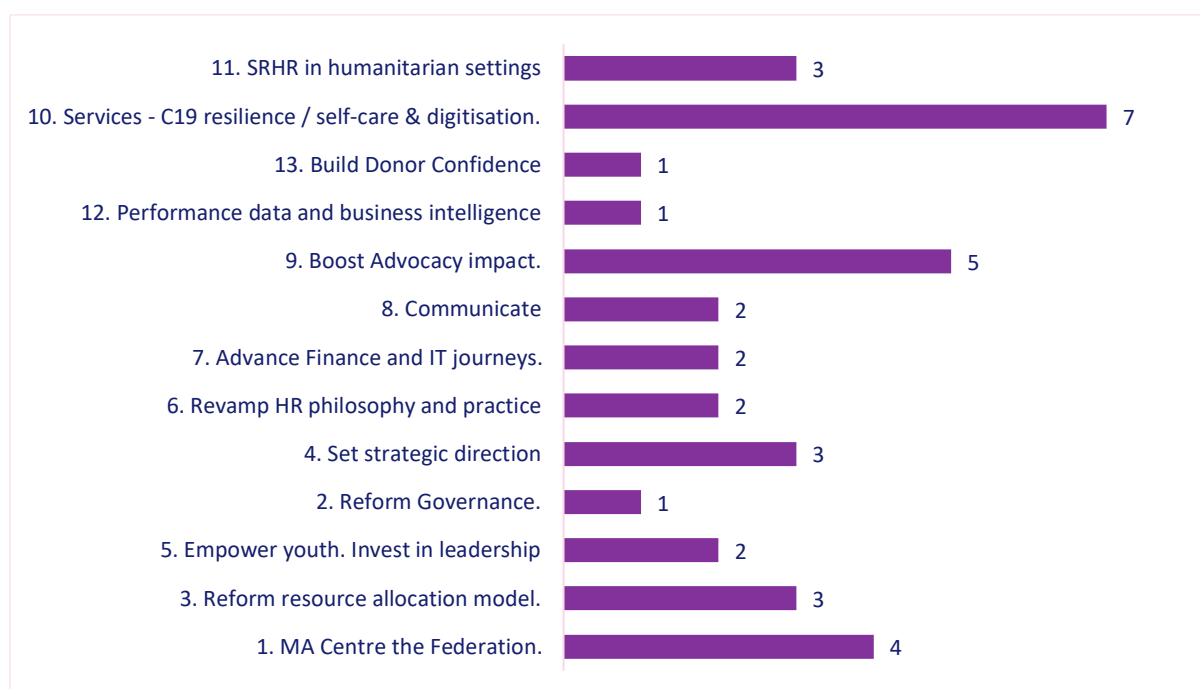 11. SRHR in humanitarian settings 3
10. Services - C19 resilience / self-care & digitisation. 7
13. Build Donor Confidence 1
12. Performance data and business intelligence 1
9. Boost Advocacy impact. 5
8. Communicate 2
7. Advance Finance and IT journeys. 2
6. Revamp HR philosophy and practice 2
4. Set strategic direction 3
2. Reform Governance. 1
5. Empower youth. Invest in leadership 2
3. Reform resource allocation model. 3
1. MA Centre the Federation. 4